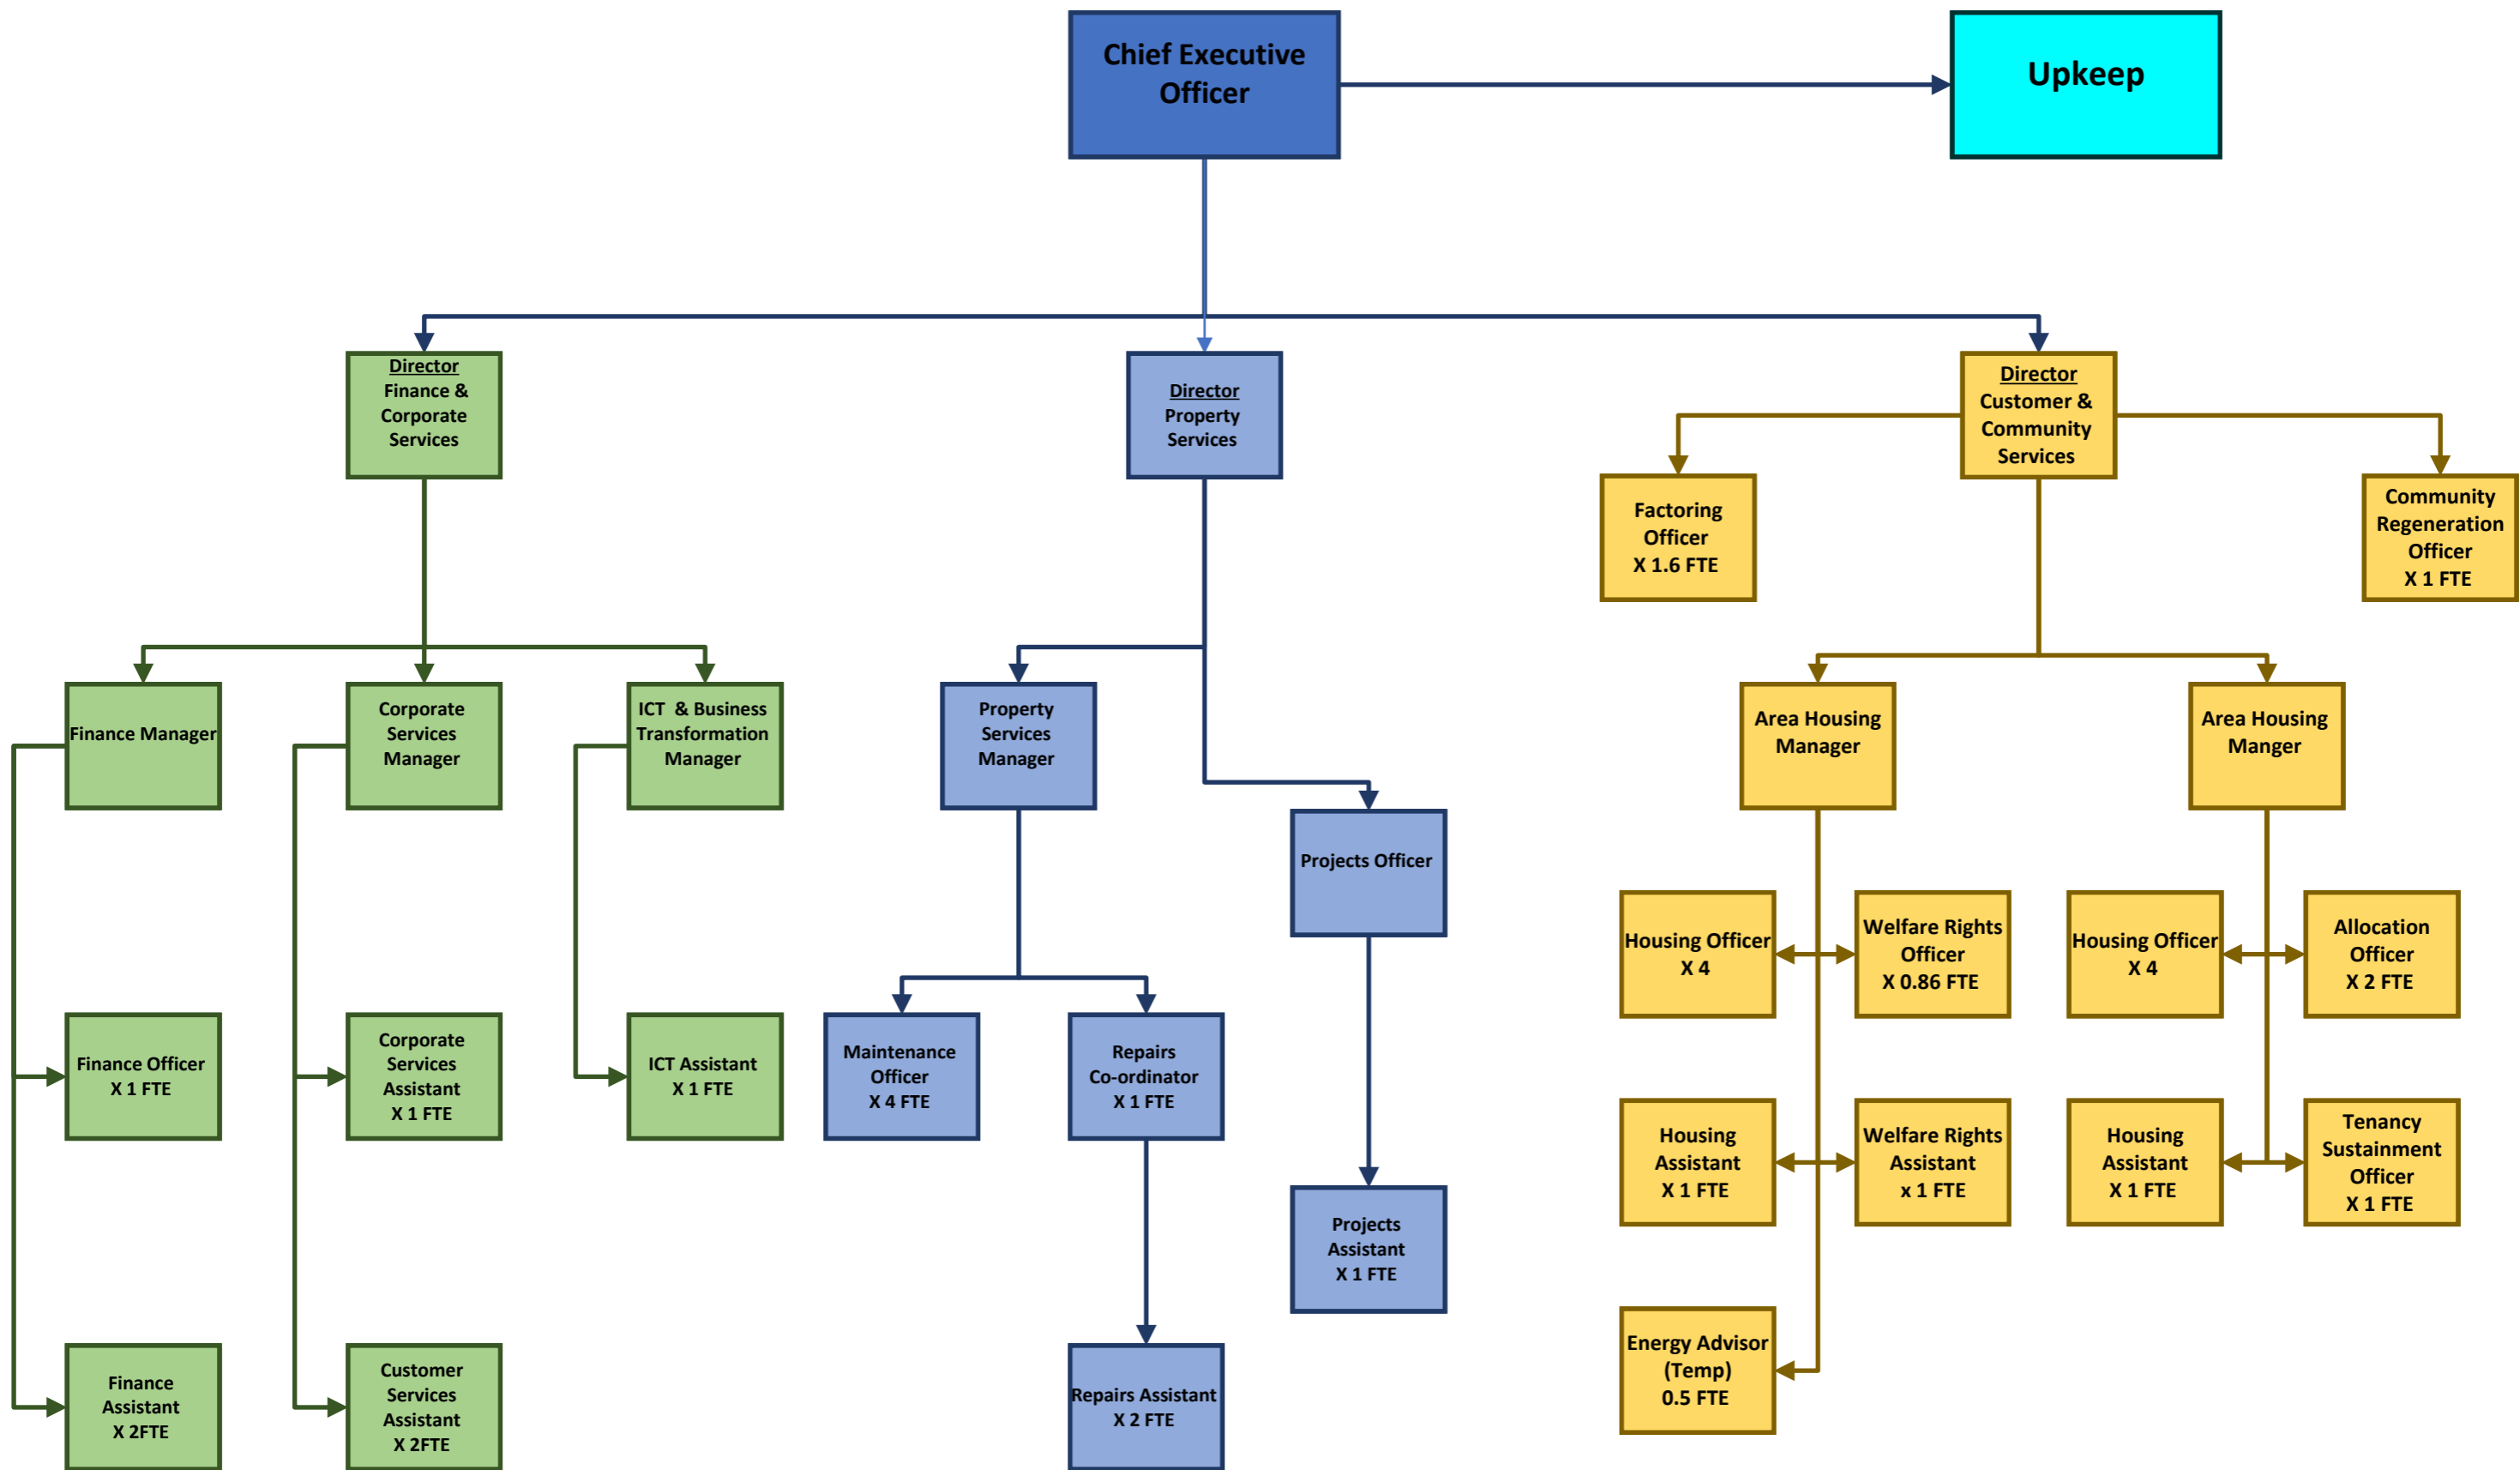 Chief Executive
Officer
Upkeep
Director
Finance &
Corporate
Services
Director
Property
Services
Director
Customer &
Community
Services
Factoring
Officer
X 1.6 FTE
Community
Regeneration
Officer
X 1 FTE
Finance Manager
Corporate
Services
Manager
ICT & Business
Transformation
Manager
Property
Services
Manager
Projects Officer
Area Housing
Manager
Area Housing
Manger
Housing Officer
X 4
Welfare Rights
Officer
X 0.86 FTE
Housing Officer
X 4
Allocation
Officer
X 2 FTE
Finance Officer
X 1 FTE
Corporate
Services
Assistant
X 1 FTE
ICT Assistant
X 1 FTE
Maintenance
Officer
X 4 FTE
Repairs
Co-ordinator
X 1 FTE
Housing
Assistant
X 1 FTE
Welfare Rights
Assistant
x 1 FTE
Housing
Assistant
X 1 FTE
Tenancy
Sustainment
Officer
X 1 FTE
Projects
Assistant
X 1 FTE
Finance
Assistant
X 2FTE
Customer
Services
Assistant
X 2FTE
Repairs Assistant
X 2 FTE
Energy Advisor
(Temp)
0.5 FTE